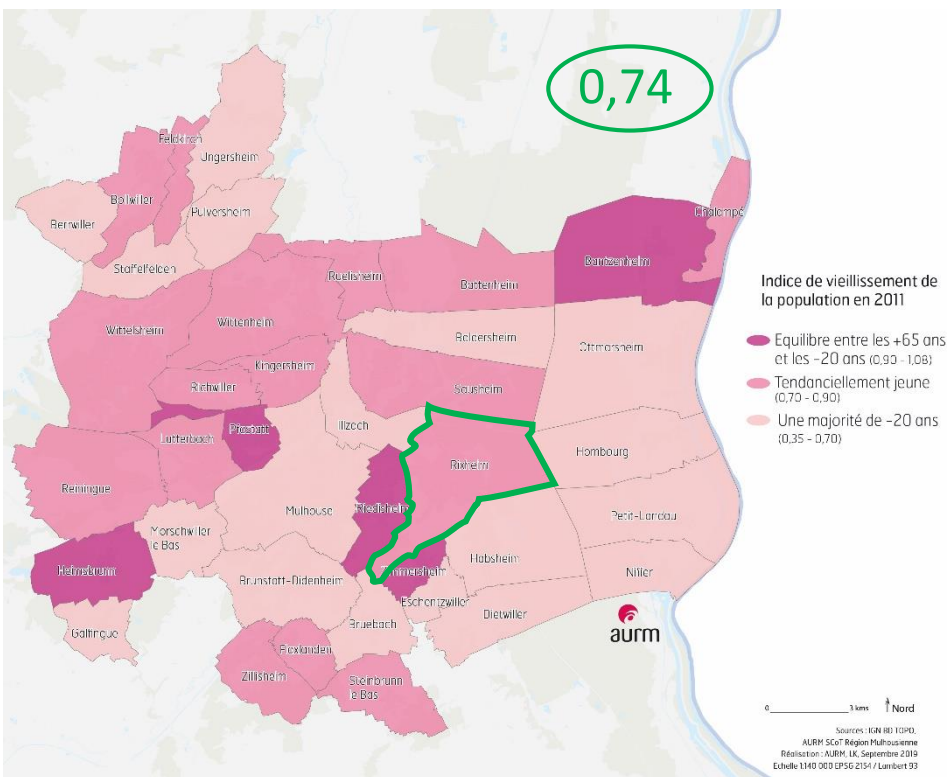 0,74
Feldkirch
Ungersheim
Bollwiller
Berrwiller
Pulversheim
Staffelfelden
Chalampé
Bantzenheim
Ruelisheim
Battenheim
Wittelsheim
Wittenheim
Baldersheim
Ottmarsheim
Kingersheim
Richwiller
Sausheim
Illzach
Pfastatt
Lutterbach
Rixheim
Hombourg
Reiningue
Mulhouse
Riedisheim
Petit-Landau
Morschwiller
le Bas
Habsheim
Heimsbrunn
Zimmersheim
Niffer
Brunstatt-Didenheim
Eschentzwiller
Dietwiller
Bruebach
Galfingue
Flaxlanden
Zillisheim
Steinbrunn
le Bas
Indice de vieillissement de
la population en 2011
Equilibre entre les +65 ans
et les -20 ans (0,90 - 1,08)
Tendanciellement jeune
(0,70 - 0,90)
Une majorité de -20 ans
(0,35 - 0,70)
aurm
0 3 kms Nord
Sources : IGN BD TOPO,
AURM SCoT Région Mulhousienne
Réalisation : AURM, LK, Septembre 2019
Echelle 1:140 000 EPSG 2154 / Lambert 93